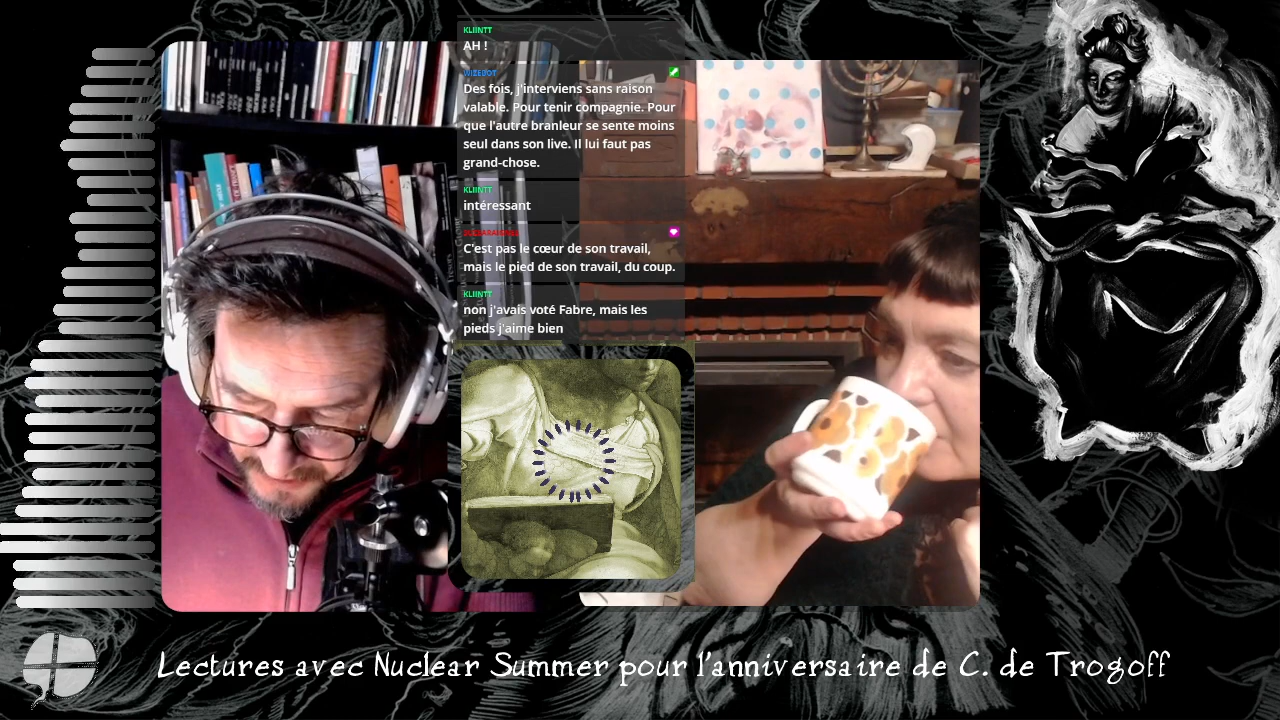 KLIINTT
AH !
WIZEBOT
Des fois, j'interviens sans raison
valable. Pour tenir compagnie. Pour
que l'autre branleur se sente moins
seul dans son live. Il lui faut pas
grand-chose.
KLIINTT
intéressant
C'est pas le cœur de son travail,
mais le pied de son travail, du coup.
KLIINTT
non j'avais voté Fabre, mais les
pieds j'aime bien
Lectures avec Nuclear Summer pour l'anniversaire de C. de Trogoff